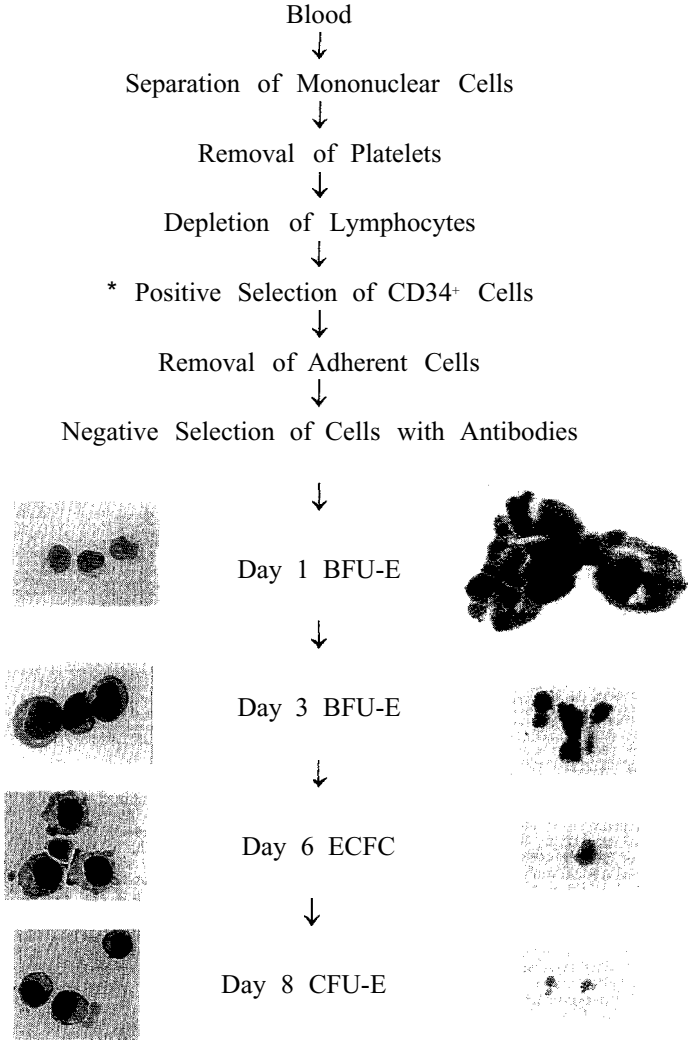 Blood
Separation of Mononuclear Cells
Removal of Platelets
Depletion of Lymphocytes
* Positive Selection of CD34⁺ Cells
Removal of Adherent Cells
Negative Selection of Cells with Antibodies
Day 1 BFU-E
Day 3 BFU-E
Day 6 ECFC
Day 8 CFU-E